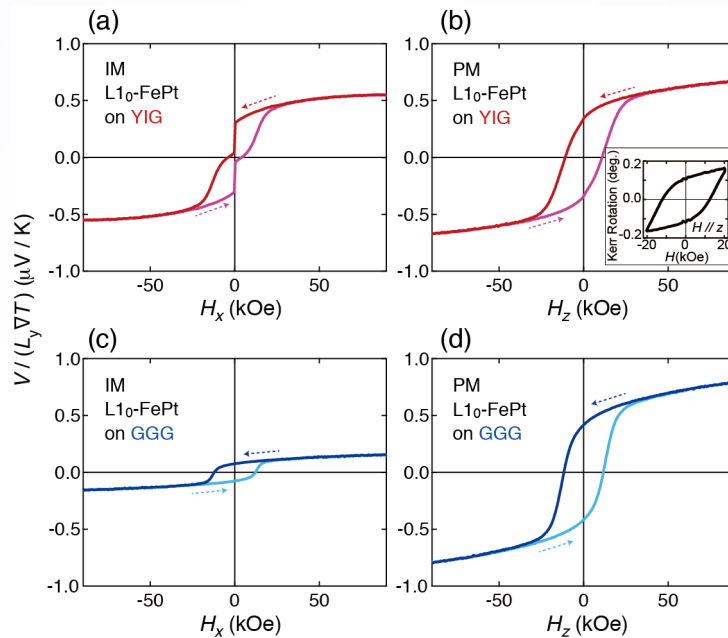 (a)
IM
L1₀-FePt
on YIG
1.0
0.5
0.0
-0.5
-1.0
-50
0
50
Hₓ (kOe)
(b)
PM
L1₀-FePt
on YIG
1.0
0.5
0.0
-0.5
-1.0
-50
0
50
H_z (kOe)
Kerr Rotation (deg.)
0.2
0.0
-0.2
H // z
-20
0
20
H(kOe)
V / (L_y ∇T) (μV / K)
(c)
IM
L1₀-FePt
on GGG
1.0
0.5
0.0
-0.5
-1.0
-50
0
50
Hₓ (kOe)
(d)
PM
L1₀-FePt
on GGG
1.0
0.5
0.0
-0.5
-1.0
-50
0
50
H_z (kOe)